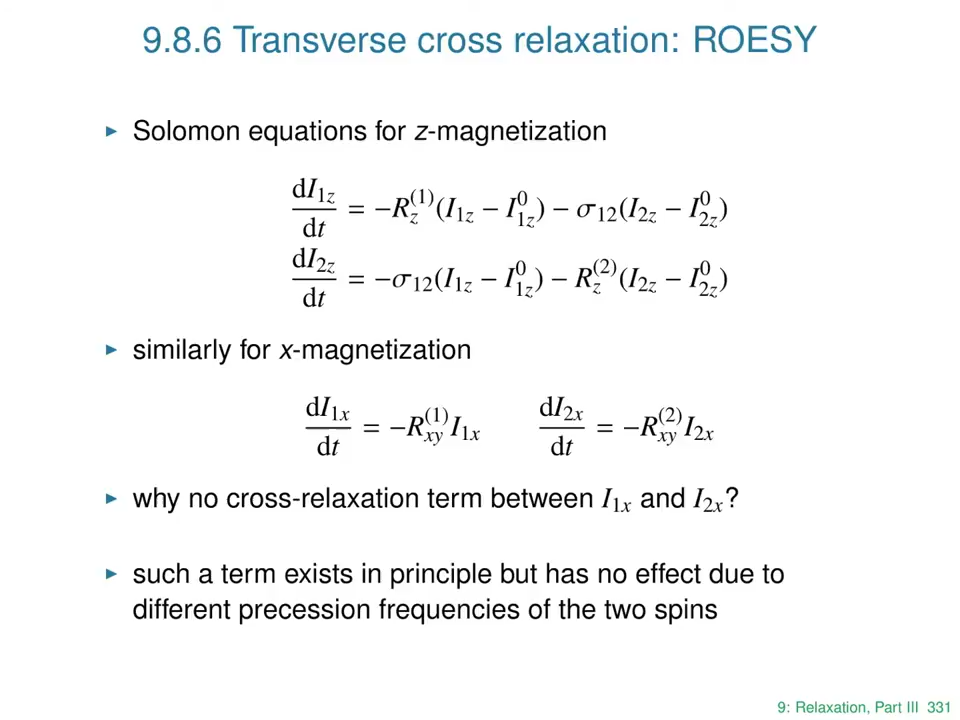 9.8.6 Transverse cross relaxation: ROESY
▶ Solomon equations for z-magnetization
dI_{1z}/dt = −R_z^{(1)}(I_{1z} − I_{1z}^0) − σ_{12}(I_{2z} − I_{2z}^0)
dI_{2z}/dt = −σ_{12}(I_{1z} − I_{1z}^0) − R_z^{(2)}(I_{2z} − I_{2z}^0)
▶ similarly for x-magnetization
dI_{1x}/dt = −R_{xy}^{(1)}I_{1x} dI_{2x}/dt = −R_{xy}^{(2)}I_{2x}
▶ why no cross-relaxation term between I_{1x} and I_{2x}?
▶ such a term exists in principle but has no effect due to
different precession frequencies of the two spins
9: Relaxation, Part III 331